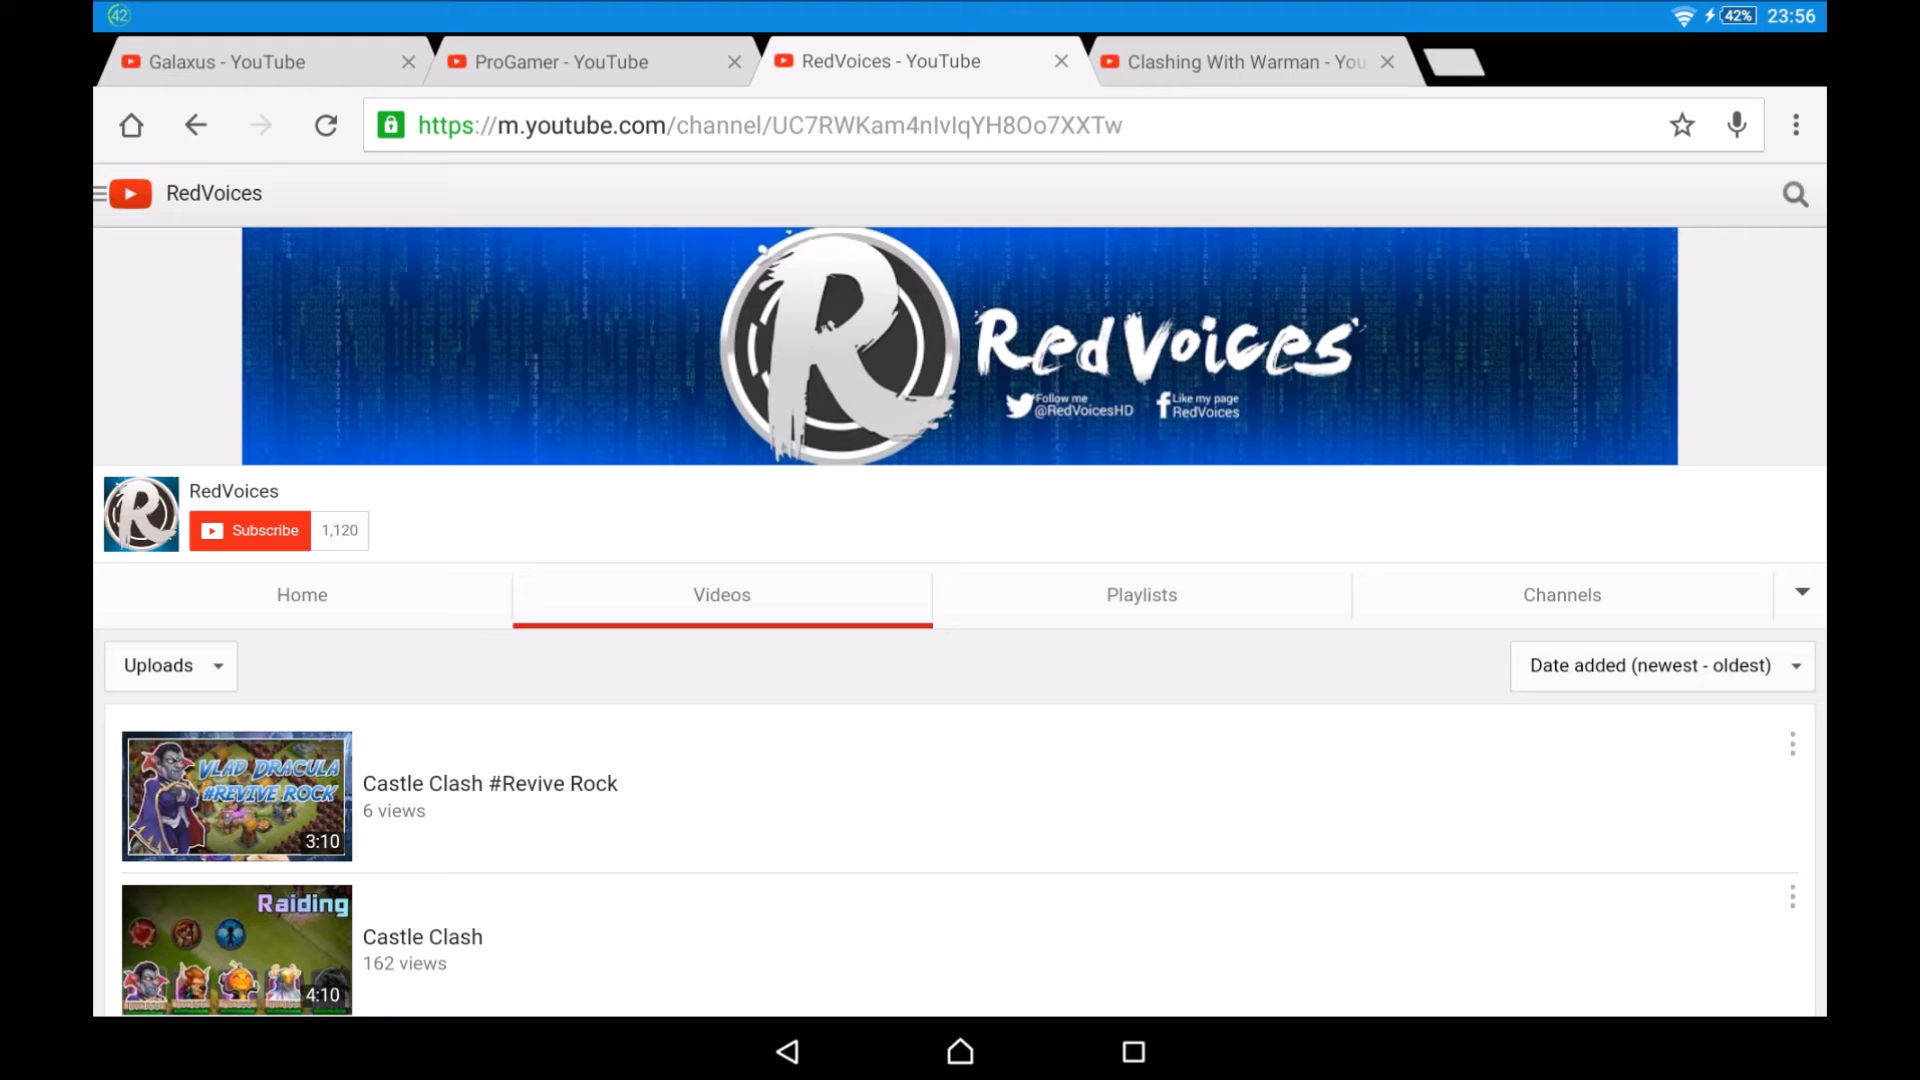 42
42%
23:56
Galaxus - YouTube
ProGamer - YouTube
RedVoices - YouTube
Clashing With Warman - You
https://m.youtube.com/channel/UC7RWKam4nIvIqYH8Oo7XXTw
RedVoices
R
RedVoices
Follow me
@RedVoicesHD
Like my page
RedVoices
R
RedVoices
Subscribe
1,120
Home
Videos
Playlists
Channels
Uploads
Date added (newest - oldest)
VLAD DRACULA
#REVIVE ROCK
3:10
Castle Clash #Revive Rock
6 views
Raiding
4:10
Castle Clash
162 views